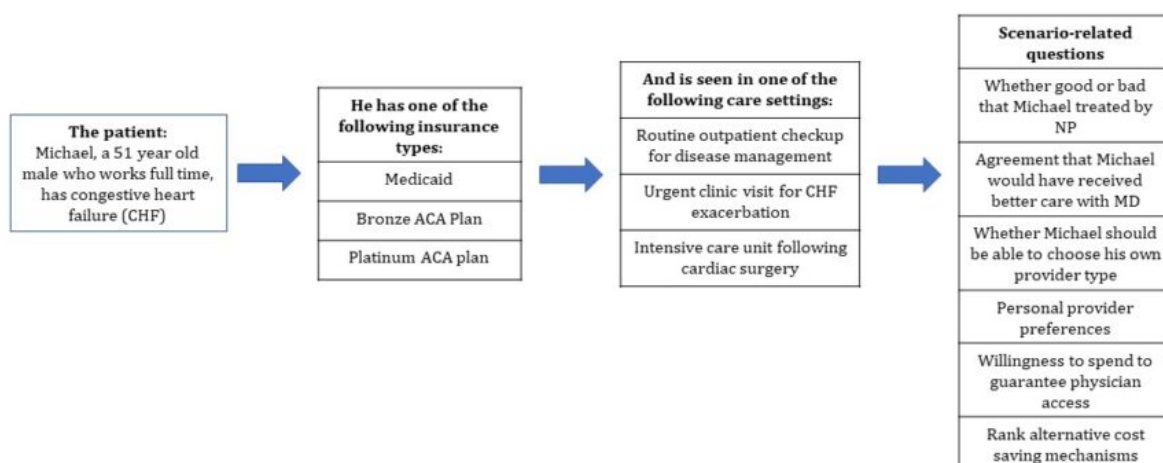 The patient:
Michael, a 51 year old
male who works full time,
has congestive heart
failure (CHF)
He has one of the
following insurance
types:
Medicaid
Bronze ACA Plan
Platinum ACA plan
And is seen in one of the
following care settings:
Routine outpatient checkup
for disease management
Urgent clinic visit for CHF
exacerbation
Intensive care unit following
cardiac surgery
Scenario-related
questions
Whether good or bad
that Michael treated by
NP
Agreement that Michael
would have received
better care with MD
Whether Michael should
be able to choose his own
provider type
Personal provider
preferences
Willingness to spend to
guarantee physician
access
Rank alternative cost
saving mechanisms